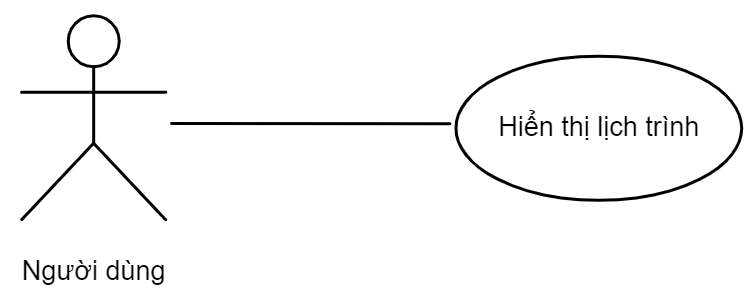 Hiển thị lịch trình
Người dùng